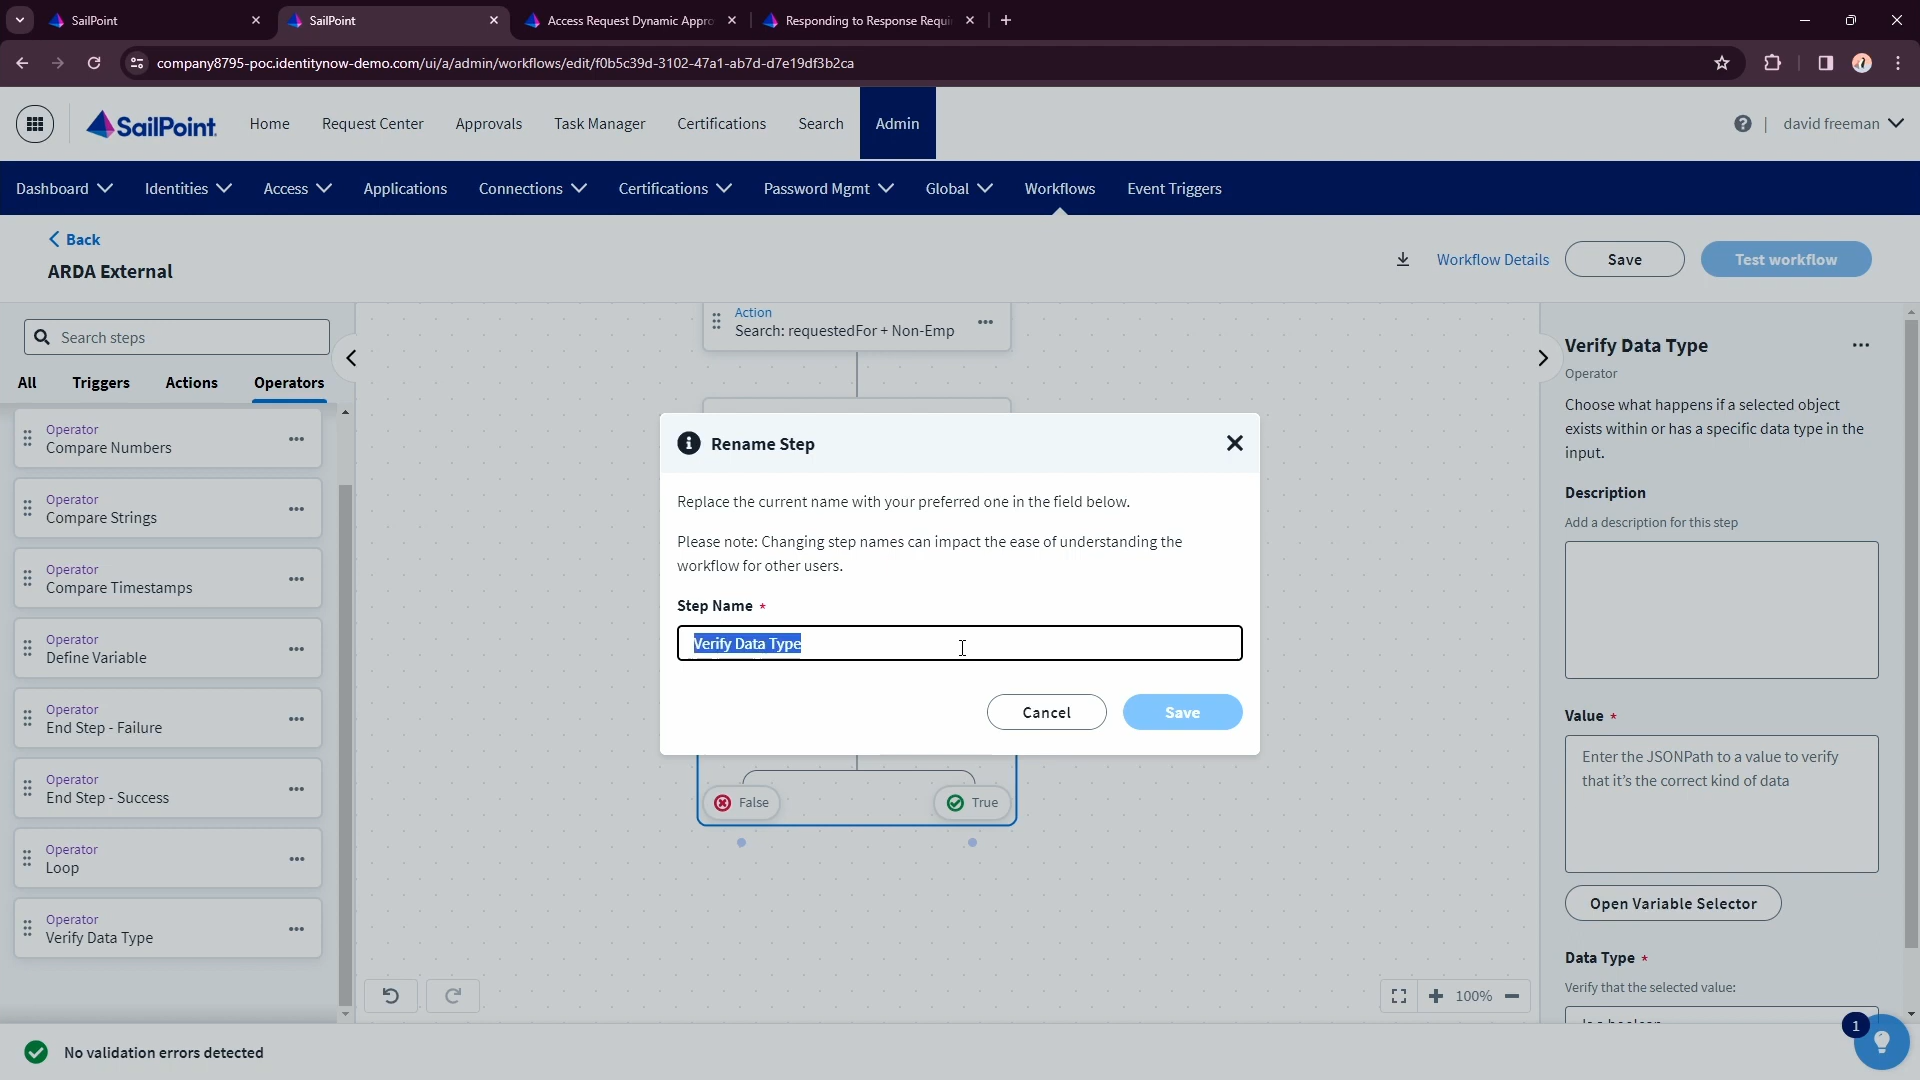 SailPoint
SailPoint
Access Request Dynamic Appro
Responding to Response Requi
company8795-poc.identitynow-demo.com/ui/a/admin/workflows/edit/f0b5c39d-3102-47a1-ab7d-d7e19df3b2ca
SailPoint
Home
Request Center
Approvals
Task Manager
Certifications
Search
Admin
david freeman
Dashboard
Identities
Access
Applications
Connections
Certifications
Password Mgmt
Global
Workflows
Event Triggers
Back
ARDA External
Workflow Details
Save
Test workflow
Search steps
All
Triggers
Actions
Operators
Operator
Compare Numbers
Operator
Compare Strings
Operator
Compare Timestamps
Operator
Define Variable
Operator
End Step - Failure
Operator
End Step - Success
Operator
Loop
Operator
Verify Data Type
Action
Search: requestedFor + Non-Emp
Rename Step
Replace the current name with your preferred one in the field below.
Please note: Changing step names can impact the ease of understanding the
workflow for other users.
Step Name *
Verify Data Type
Cancel
Save
False
True
100%
Verify Data Type
Operator
Choose what happens if a selected object
exists within or has a specific data type in the
input.
Description
Add a description for this step
Value *
Enter the JSONPath to a value to verify
that it's the correct kind of data
Open Variable Selector
Data Type *
Verify that the selected value:
1
No validation errors detected